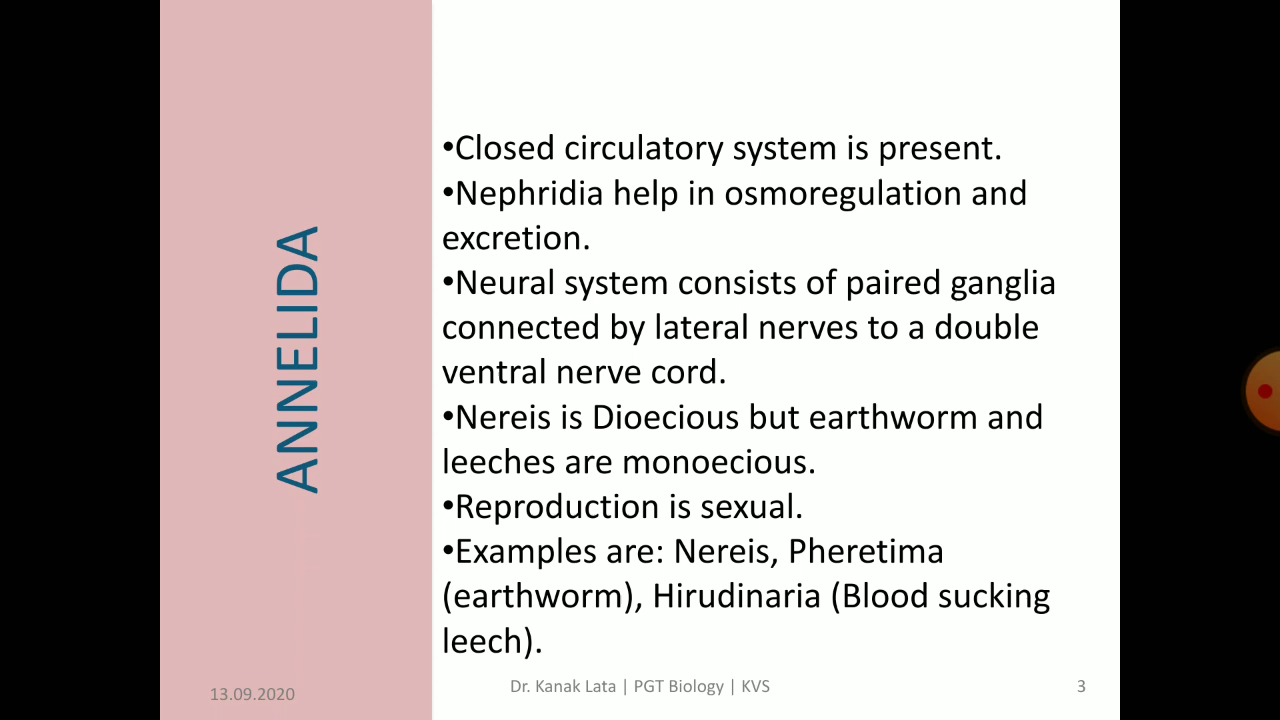 ANNELIDA
•Closed circulatory system is present.
•Nephridia help in osmoregulation and
excretion.
•Neural system consists of paired ganglia
connected by lateral nerves to a double
ventral nerve cord.
•Nereis is Dioecious but earthworm and
leeches are monoecious.
•Reproduction is sexual.
•Examples are: Nereis, Pheretima
(earthworm), Hirudinaria (Blood sucking
leech).
13.09.2020
Dr. Kanak Lata | PGT Biology | KVS
3